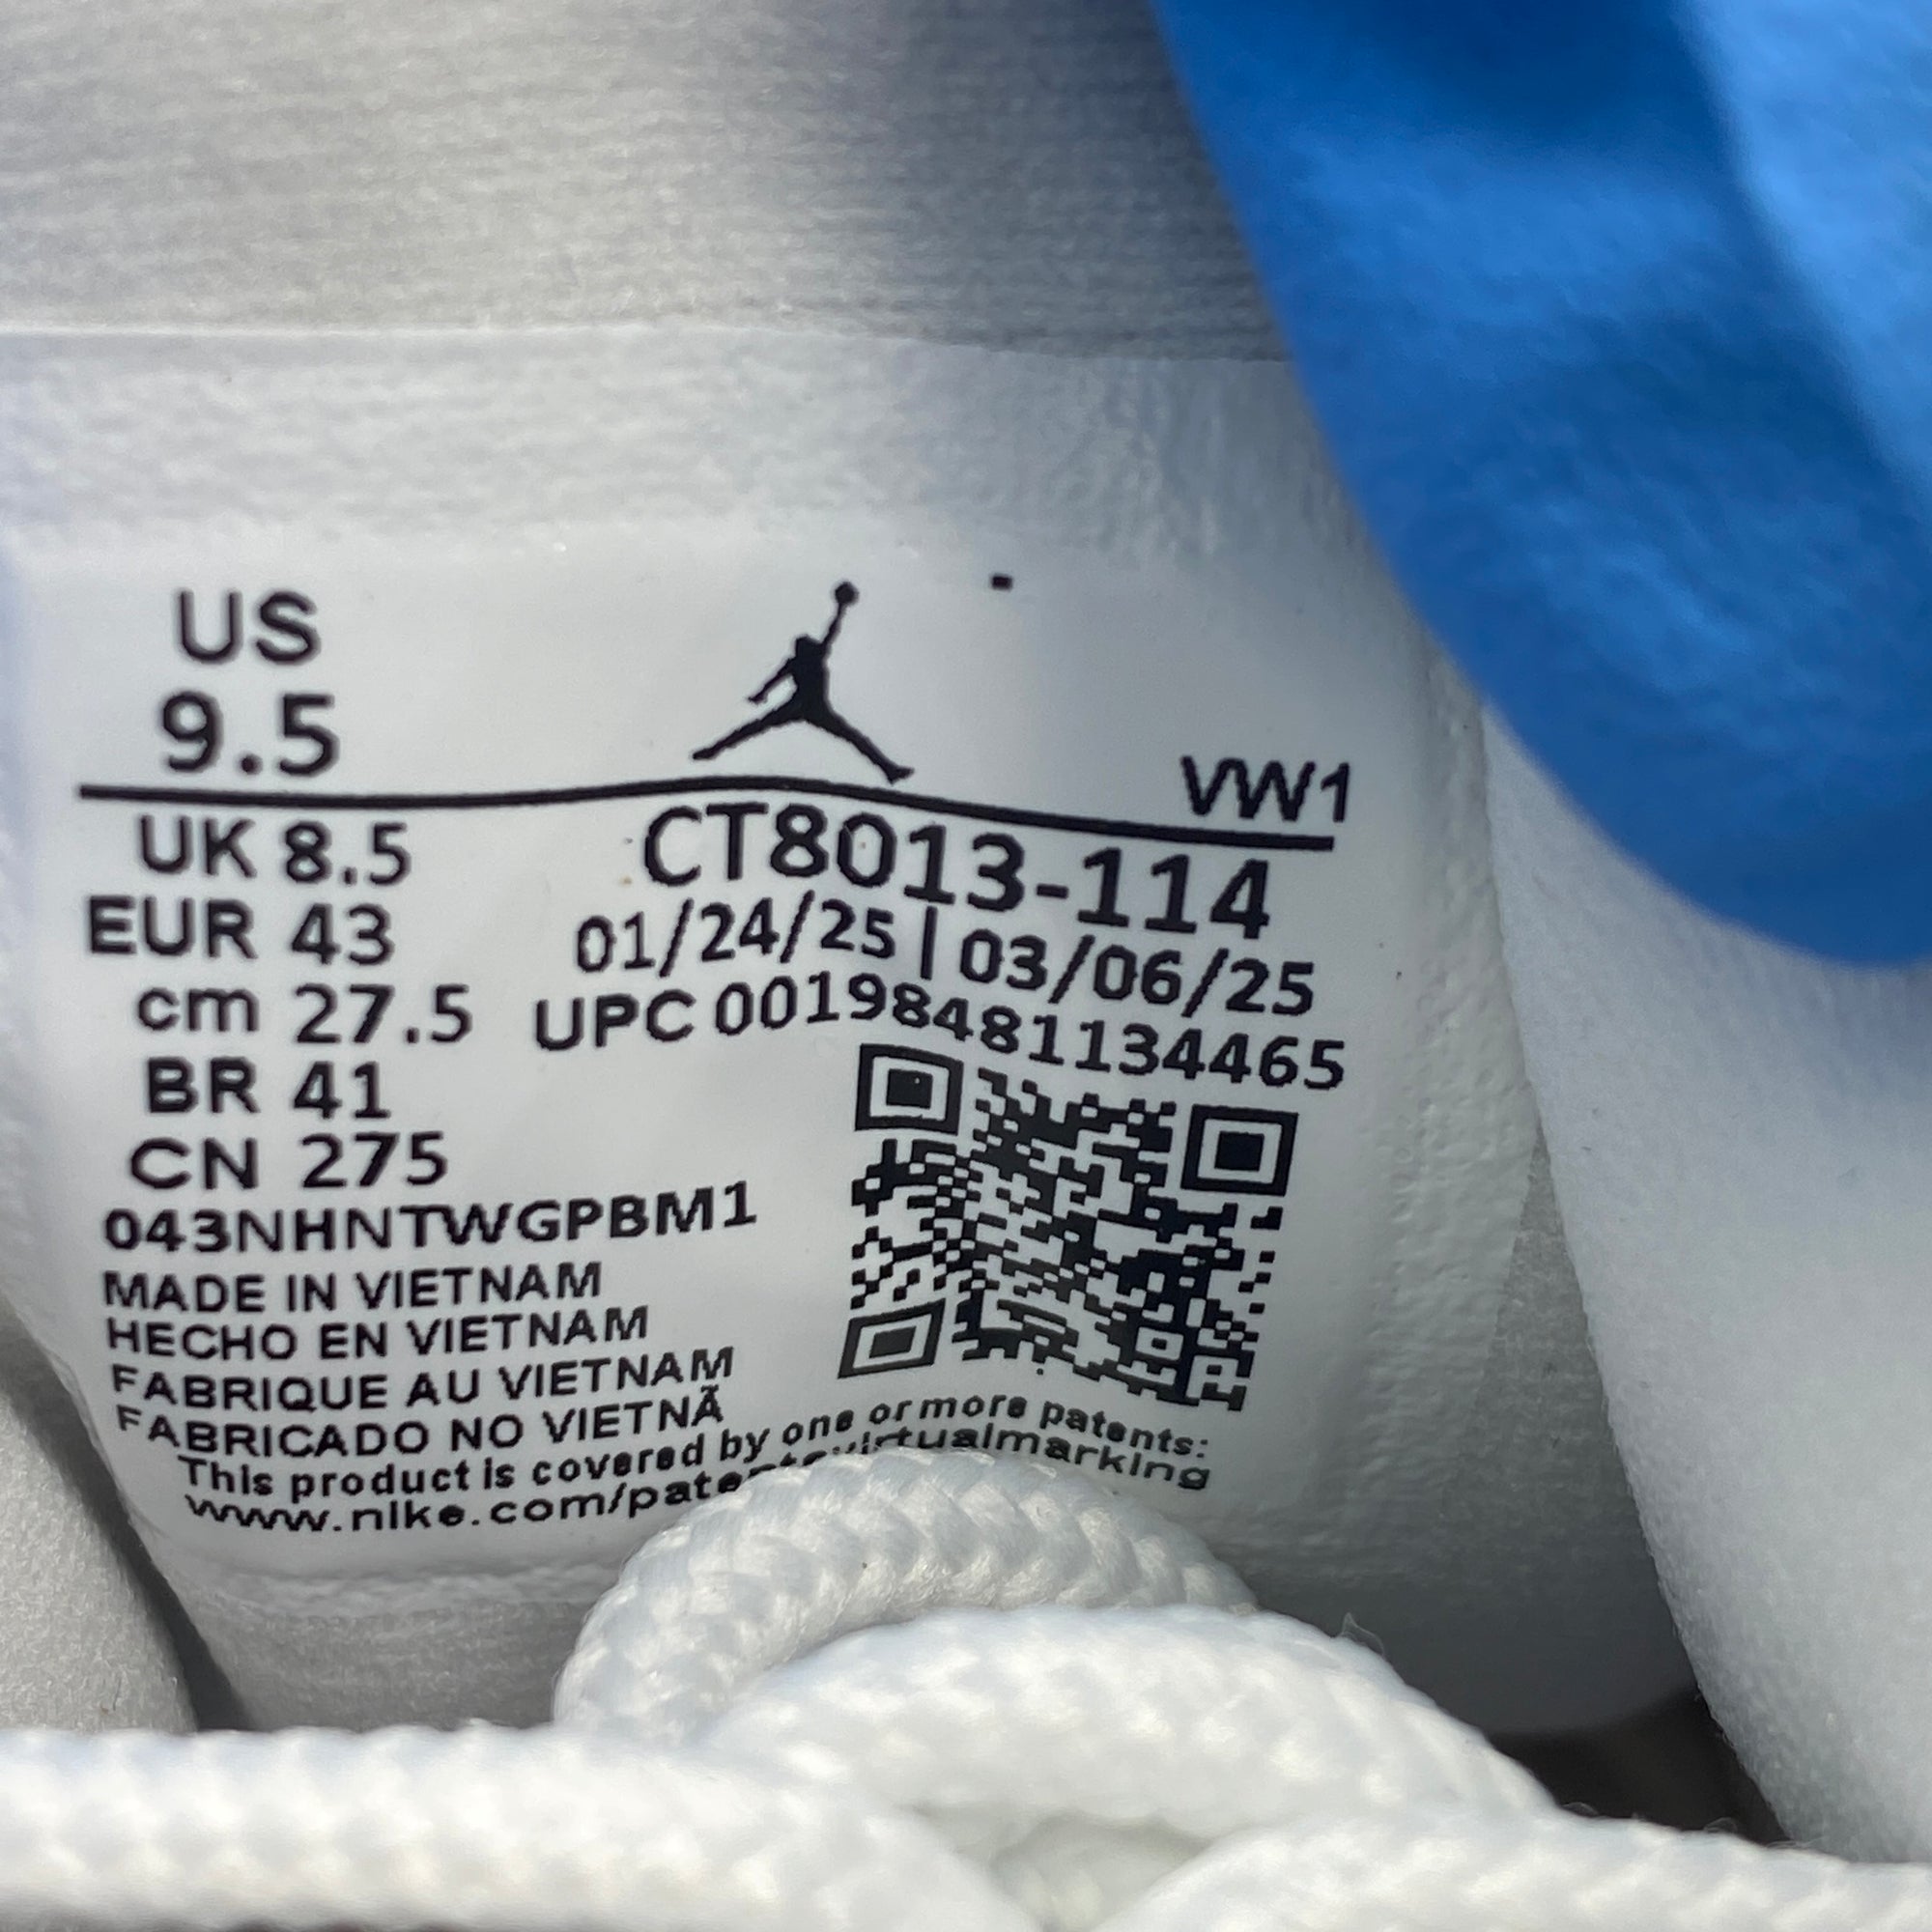 US
9.5
VW1
UK 8.5
CT8013-114
EUR 43
01/24/25 | 03/06/25
cm 27.5
UPC 00198481134465
BR 41
CN 275
043NHNTWGPBM1
MADE IN VIETNAM
HECHO EN VIETNAM
FABRIQUE AU VIETNAM
FABRICADO NO VIETNÃ
This product is covered by one or more patents:
www.nike.com/patentsvirtualmarking